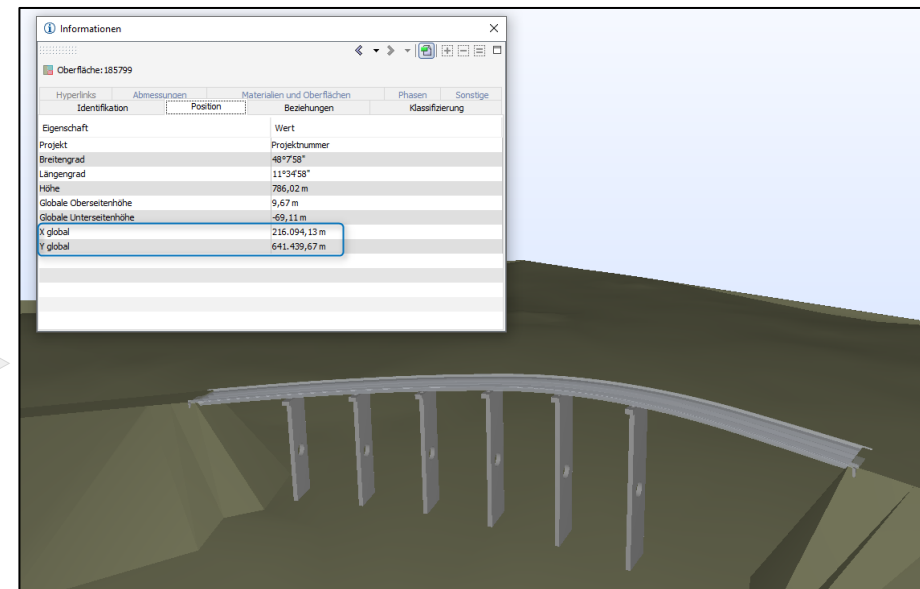 Informationen
Oberfläche:185799
Hyperlinks Abmessungen Materialien und Oberflächen Phasen Sonstige
Identifikation Position Beziehungen Klassifizierung
Eigenschaft Wert
Projekt Projektnummer
Breitengrad 48°7'58"
Längengrad 11°34'58"
Höhe 786,02 m
Globale Oberseitenhöhe 9,67 m
Globale Unterseitenhöhe -69,11 m
X global 216.094,13 m
Y global 641.439,67 m